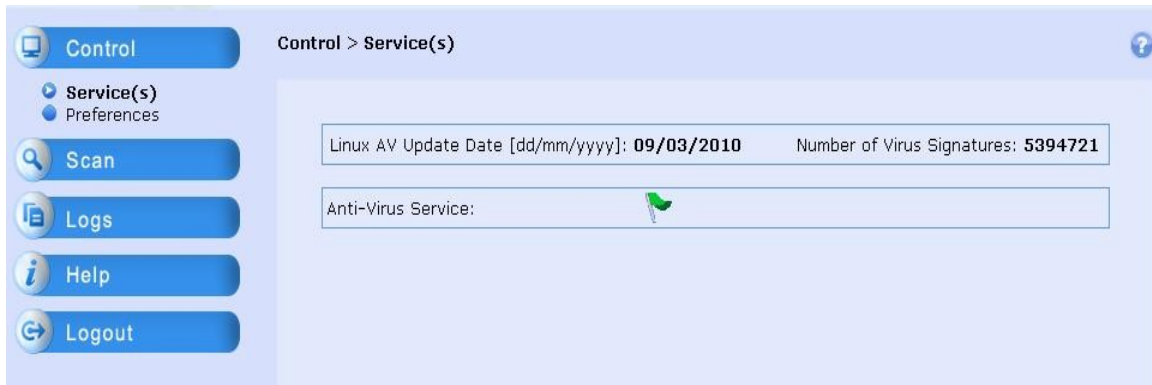 Control
Service(s)
Preferences
Scan
Logs
Help
Logout
Control > Service(s)
Linux AV Update Date [dd/mm/yyyy]: 09/03/2010 Number of Virus Signatures: 5394721
Anti-Virus Service: